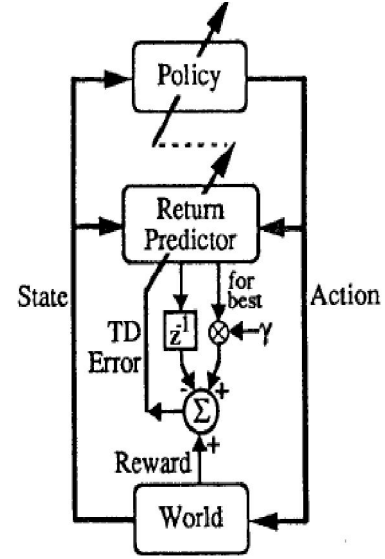 Policy
Return
Predictor
for
best
State
Action
TD
Error
z⁻¹
⊗
γ
-
+
Σ
+
Reward
World